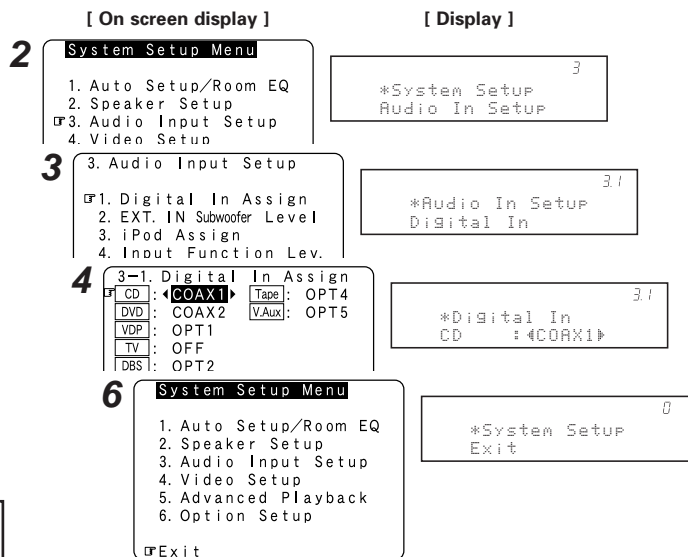 [ On screen display ] [ Display ]
2
System Setup Menu
1. Auto Setup/Room EQ
2. Speaker Setup
☞3. Audio Input Setup
4. Video Setup
3
*System Setup
Audio In Setup
3
3. Audio Input Setup
☞1. Digital In Assign
2. EXT. IN Subwoofer Level
3. iPod Assign
4. Input Function Lev.
3.1
*Audio In Setup
Digital In
4
3-1. Digital In Assign
☞ CD : ◀COAX1▶ Tape : OPT4
DVD : COAX2 V.Aux : OPT5
VDP : OPT1
TV : OFF
DBS : OPT2
3.1
*Digital In
CD :◀COAX1▶
6
System Setup Menu
1. Auto Setup/Room EQ
2. Speaker Setup
3. Audio Input Setup
4. Video Setup
5. Advanced Playback
6. Option Setup
☞Exit
0
*System Setup
Exit